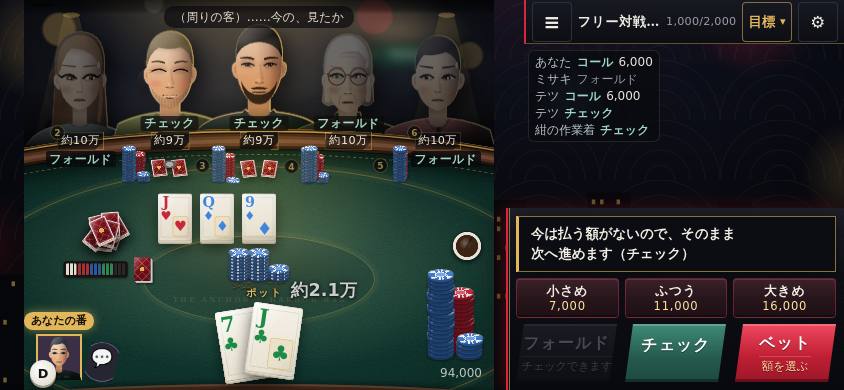 （周りの客）……今の、見たか
チェック
チェック
フォールド
2
約10万
約9万
約9万
約10万
6
約10万
フォールド
3
4
5
フォールド
J
Q
9
ポット 約2.1万
あなたの番
7
J
D
94,000
フリー対戦…
1,000/2,000
目標 ▾
あなた コール 6,000
ミサキ フォールド
テツ コール 6,000
テツ チェック
紺の作業着 チェック
今は払う額がないので、そのまま
次へ進めます（チェック）
小さめ
7,000
ふつう
11,000
大きめ
16,000
フォールド
チェックできます
チェック
ベット
額を選ぶ